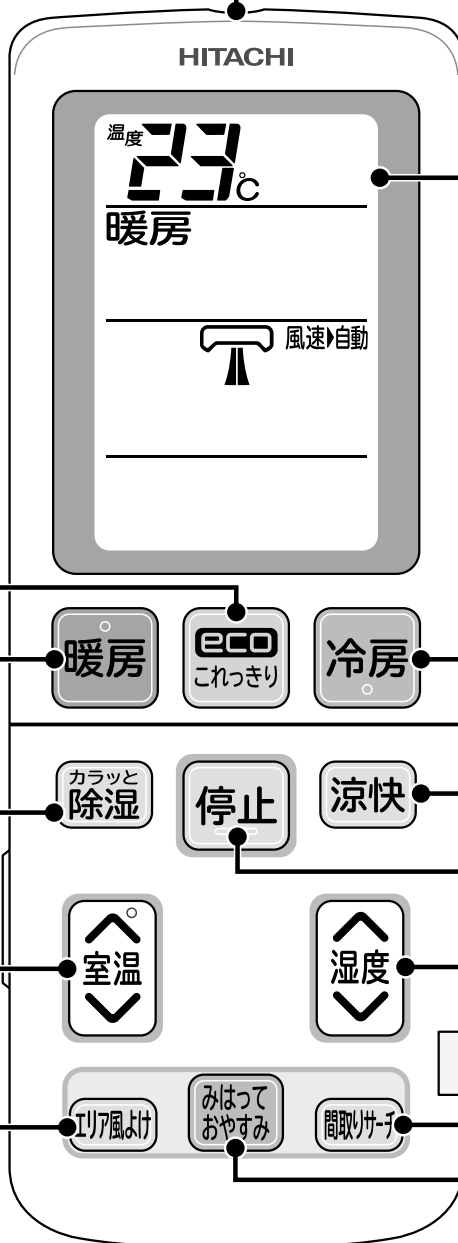 HITACHI
温度 23℃
暖房
風速▶自動
暖房
eco
これっきり
冷房
カラッと
除湿
停止
涼快
室温
湿度
エリア風よけ
みはって
おやすみ
間取りサーチ